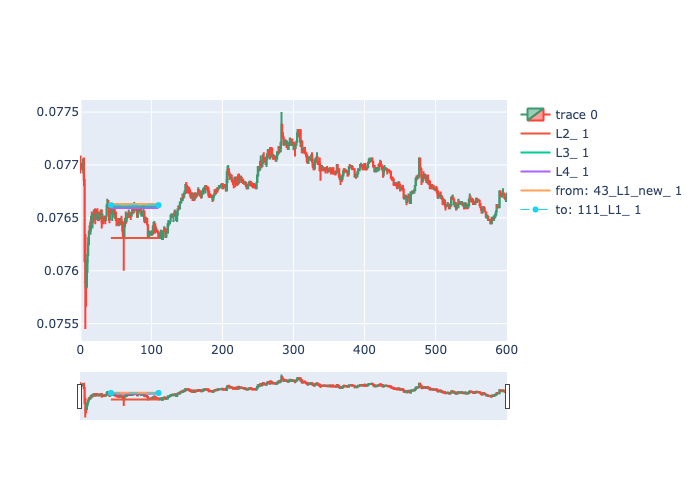 0.0775
0.077
0.0765
0.076
0.0755
0
100
200
300
400
500
600
trace 0
L2_ 1
L3_ 1
L4_ 1
from: 43_L1_new_ 1
to: 111_L1_ 1